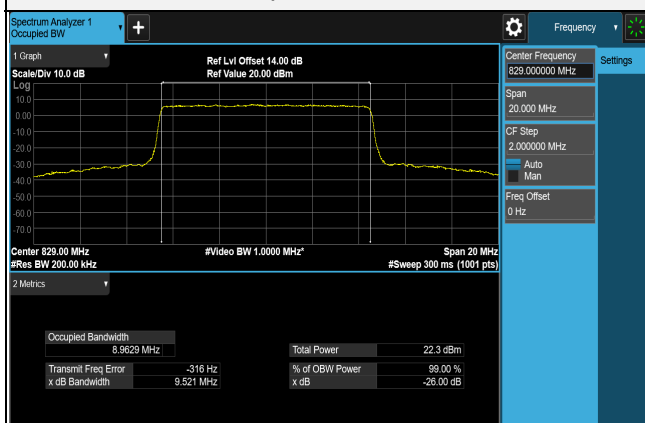 Spectrum Analyzer 1
Occupied BW
+
Frequency
1 Graph
Ref Lvl Offset 14.00 dB
Scale/Div 10.0 dB
Ref Value 20.00 dBm
Log
10.0
0.00
-10.0
-20.0
-30.0
-40.0
-50.0
-60.0
-70.0
Center 829.00 MHz
#Video BW 1.0000 MHz*
Span 20 MHz
#Res BW 200.00 kHz
#Sweep 300 ms (1001 pts)
Center Frequency
829.000000 MHz
Settings
Span
20.000 MHz
CF Step
2.000000 MHz
Auto
Man
Freq Offset
0 Hz
2 Metrics
Occupied Bandwidth
8.9629 MHz
Total Power 22.3 dBm
Transmit Freq Error -316 Hz
% of OBW Power 99.00 %
x dB Bandwidth 9.521 MHz
x dB -26.00 dB